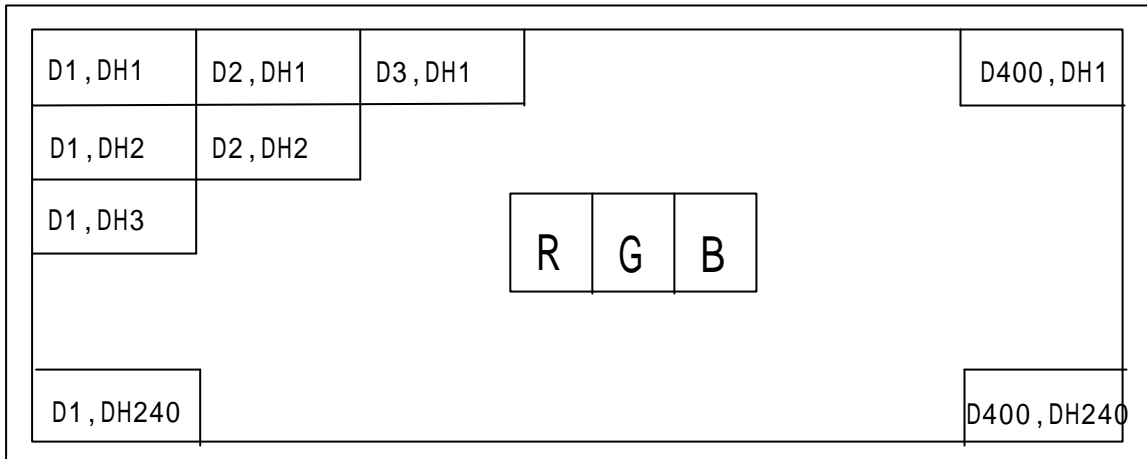 D1,DH1 D2,DH1 D3,DH1 D400,DH1
D1,DH2 D2,DH2
D1,DH3
R G B
D1,DH240 D400,DH240